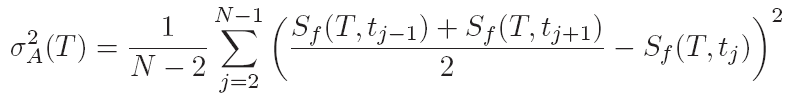 \sigma_A^2(T) = \frac{1}{N-2} \sum_{j=2}^{N-1} \left( \frac{S_f(T, t_{j-1}) + S_f(T, t_{j+1})}{2} - S_f(T, t_j) \right)^2